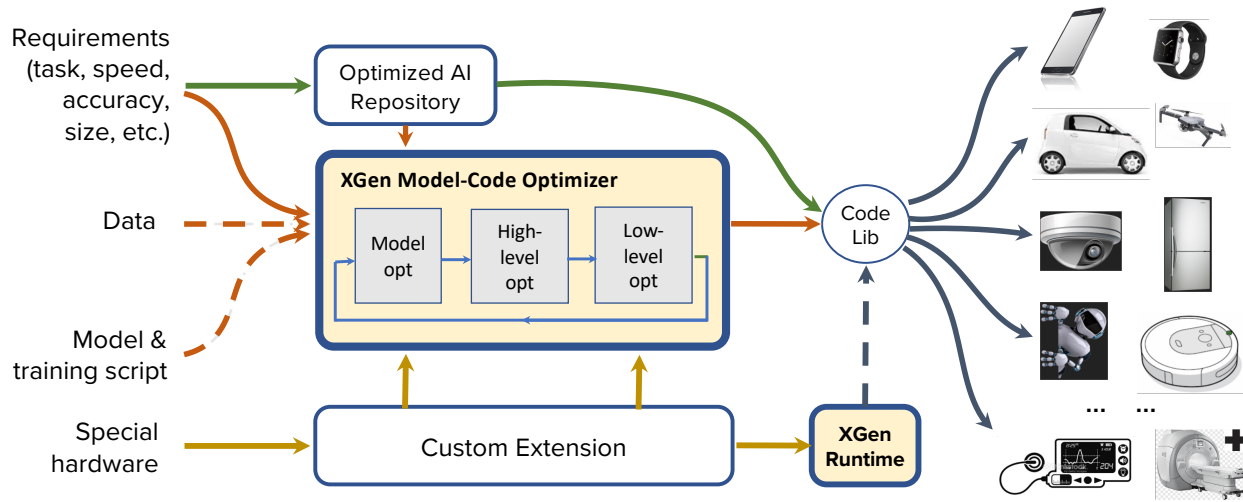 Requirements
(task, speed,
accuracy,
size, etc.)
Optimized AI
Repository
XGen Model-Code Optimizer
Model
opt
High-
level
opt
Low-
level
opt
Data
Model &
training script
Special
hardware
Custom Extension
XGen
Runtime
Code
Lib
... ...